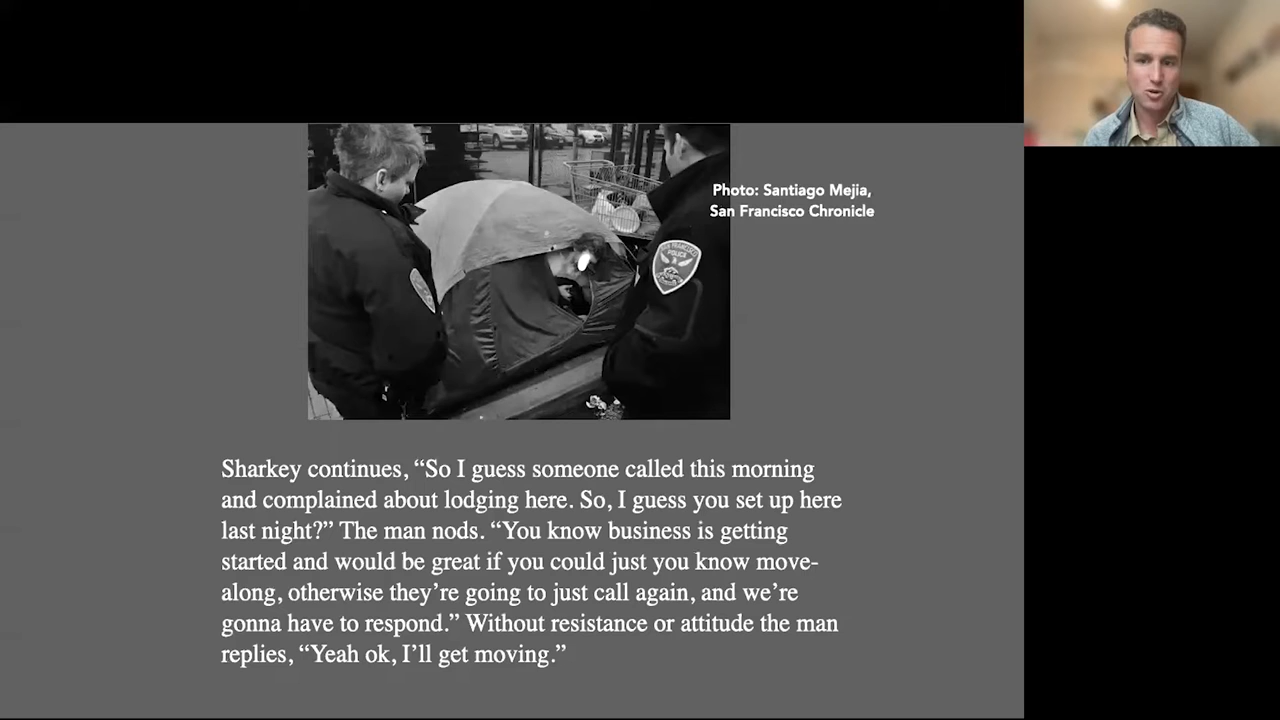 Photo: Santiago Mejia,
San Francisco Chronicle
SAN FRANCISCO
POLICE
Sharkey continues, “So I guess someone called this morning
and complained about lodging here. So, I guess you set up here
last night?” The man nods. “You know business is getting
started and would be great if you could just you know move-
along, otherwise they’re going to just call again, and we’re
gonna have to respond.” Without resistance or attitude the man
replies, “Yeah ok, I’ll get moving.”